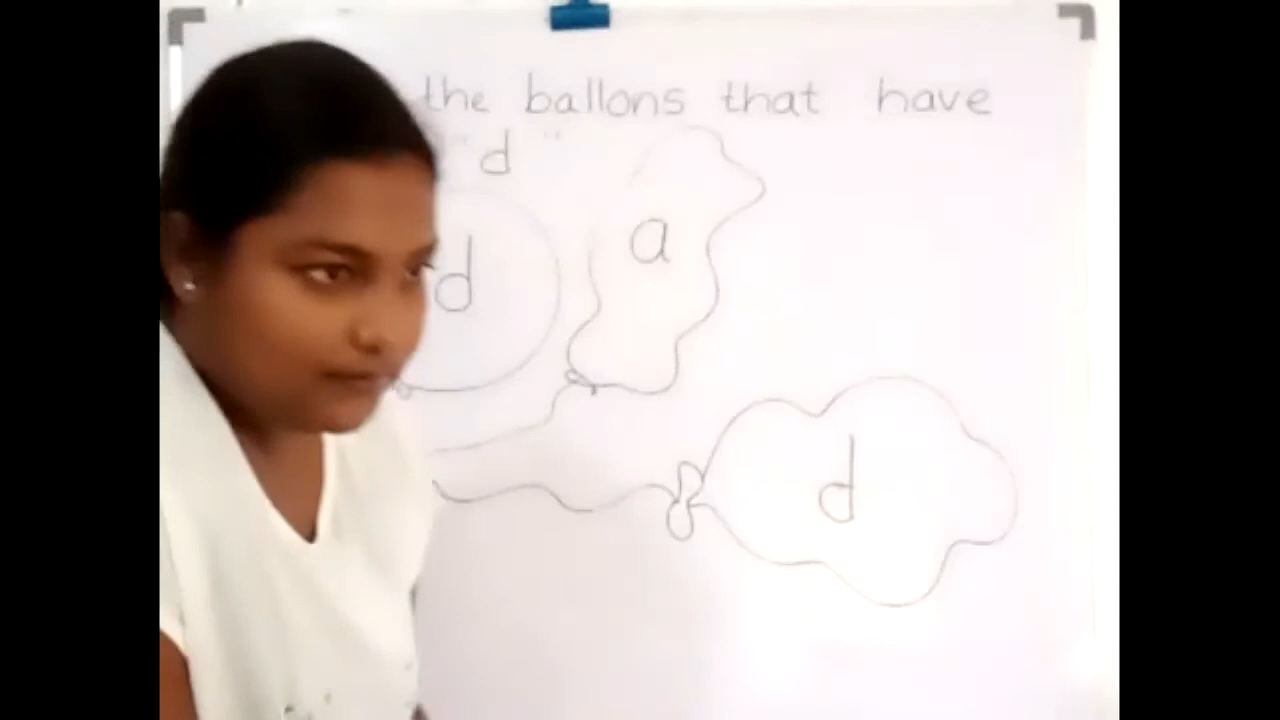 the ballons that have
"d"
d
a
d